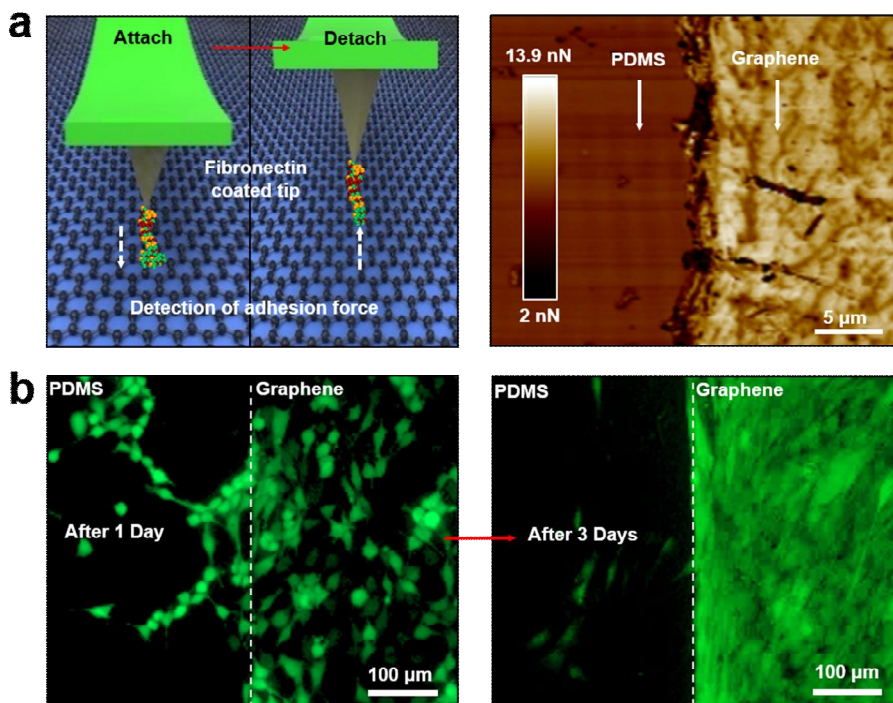 a
Attach
Detach
Fibronectin
coated tip
Detection of adhesion force
13.9 nN
PDMS
Graphene
2 nN
5 µm
b
PDMS
Graphene
After 1 Day
100 µm
PDMS
Graphene
After 3 Days
100 µm